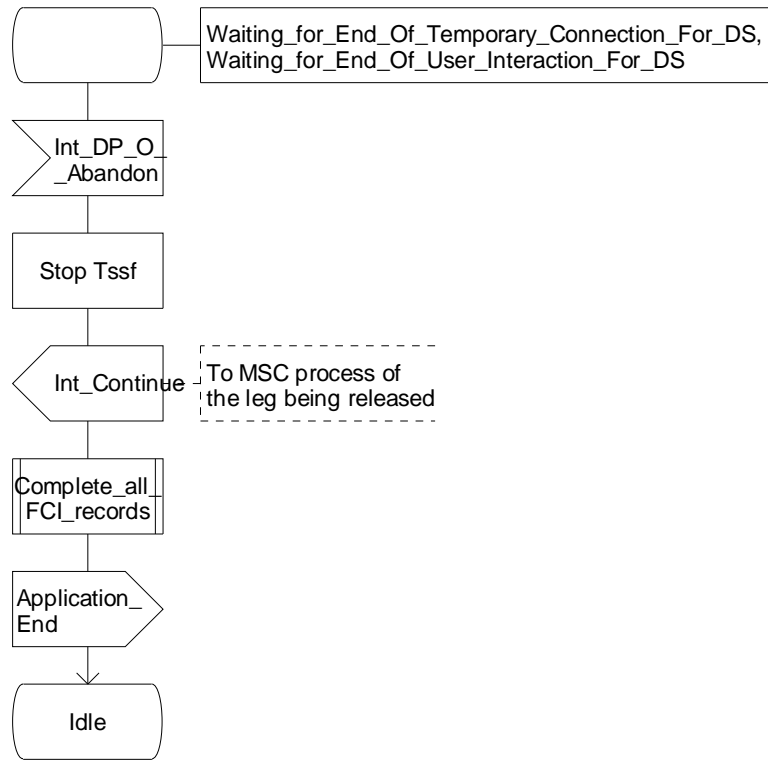 Waiting_for_End_Of_Temporary_Connection_For_DS,
Waiting_for_End_Of_User_Interaction_For_DS
Int_DP_O_
_Abandon
Stop Tssf
Int_Continue
To MSC process of
the leg being released
Complete_all_
FCI_records
Application_
End
Idle